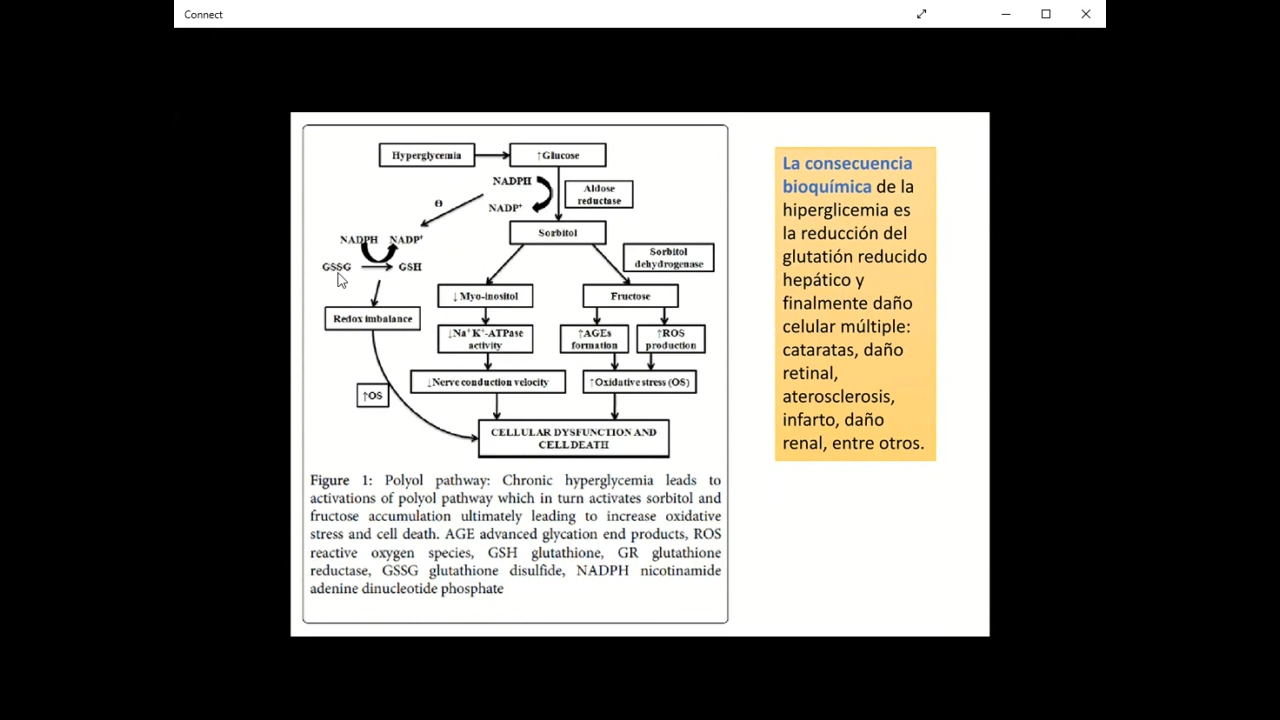 Connect
Hyperglycemia
↑Glucose
NADPH
NADP⁺
Aldose
reductase
Θ
Sorbitol
NADPH
NADP⁺
GSSG
GSH
Sorbitol
dehydrogenase
Redox imbalance
↓Myo-inositol
Fructose
↓Na⁺K⁺-ATPase
activity
↑AGEs
formation
↑ROS
production
↓Nerve conduction velocity
↑Oxidative stress (OS)
↑OS
CELLULAR DYSFUNCTION AND
CELL DEATH
Figure 1: Polyol pathway: Chronic hyperglycemia leads to
activations of polyol pathway which in turn activates sorbitol and
fructose accumulation ultimately leading to increase oxidative
stress and cell death. AGE advanced glycation end products, ROS
reactive oxygen species, GSH glutathione, GR glutathione
reductase, GSSG glutathione disulfide, NADPH nicotinamide
adenine dinucleotide phosphate
La consecuencia
bioquímica de la
hiperglicemia es
la reducción del
glutatión reducido
hepático y
finalmente daño
celular múltiple:
cataratas, daño
retinal,
aterosclerosis,
infarto, daño
renal, entre otros.